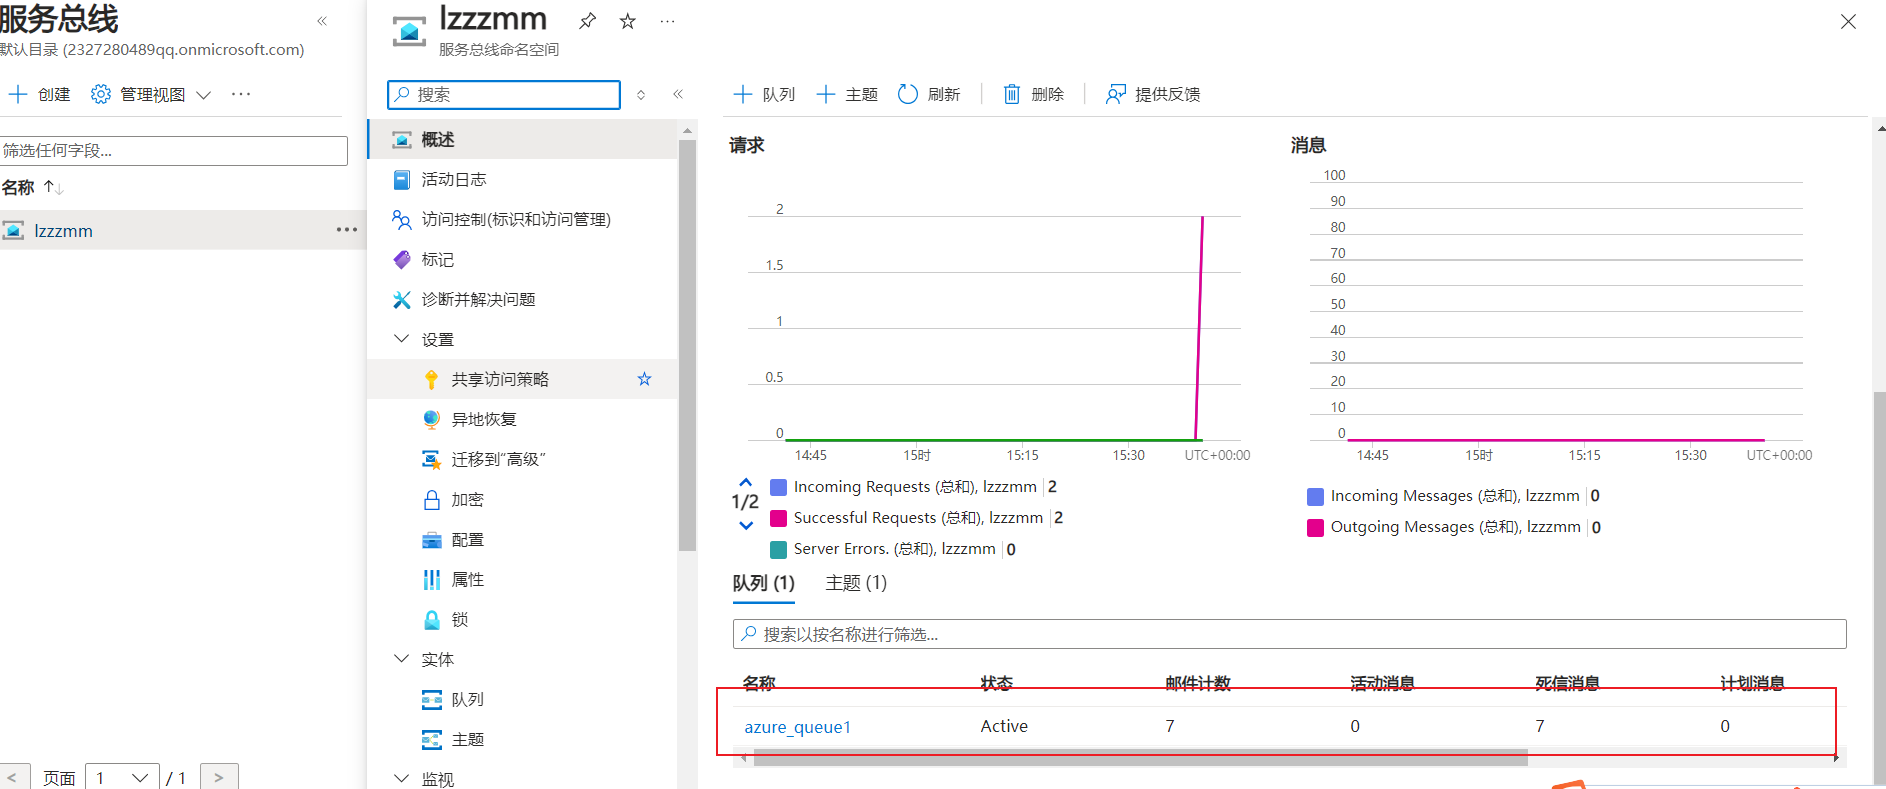 服务总线
«
默认目录 (2327280489qq.onmicrosoft.com)
创建
管理视图
...
筛选任何字段...
名称 ↑↓
lzzzmm
...
<
页面
1
/ 1
>
lzzzmm
...
服务总线命名空间
搜索
«
概述
活动日志
访问控制(标识和访问管理)
标记
诊断并解决问题
设置
共享访问策略
异地恢复
迁移到“高级”
加密
配置
属性
锁
实体
队列
主题
监视
队列
主题
刷新
删除
提供反馈
请求
2
1.5
1
0.5
0
14:45 15时 15:15 15:30 UTC+00:00
1/2
Incoming Requests (总和), lzzzmm 2
Successful Requests (总和), lzzzmm 2
Server Errors. (总和), lzzzmm 0
消息
100
90
80
70
60
50
40
30
20
10
0
14:45 15时 15:15 15:30 UTC+00:00
Incoming Messages (总和), lzzzmm 0
Outgoing Messages (总和), lzzzmm 0
队列 (1) 主题 (1)
搜索以按名称进行筛选...
名称 状态 邮件计数 活动消息 死信消息 计划消息
azure_queue1 Active 7 0 7 0